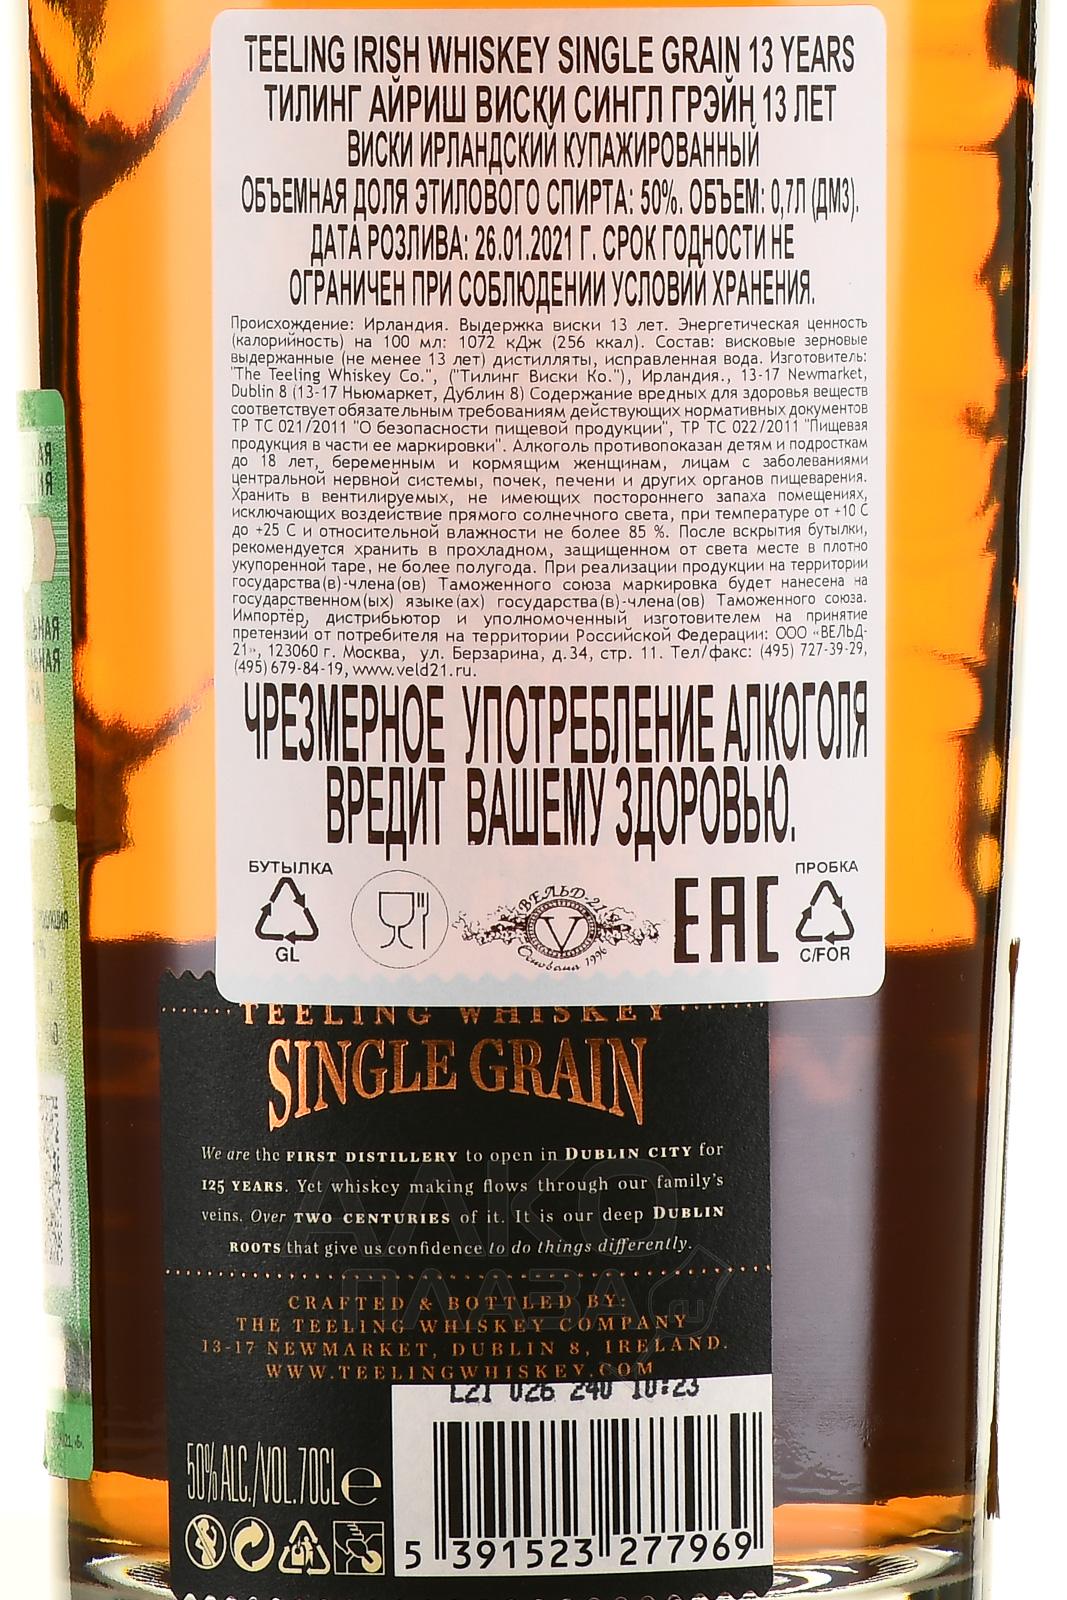 TEELING IRISH WHISKEY SINGLE GRAIN 13 YEARS
ТИЛИНГ АЙРИШ ВИСКИ СИНГЛ ГРЭЙН 13 ЛЕТ
ВИСКИ ИРЛАНДСКИЙ КУПАЖИРОВАННЫЙ
ОБЪЕМНАЯ ДОЛЯ ЭТИЛОВОГО СПИРТА: 50%. ОБЪЕМ: 0,7Л (ДМ3).
ДАТА РОЗЛИВА: 26.01.2021 Г. СРОК ГОДНОСТИ НЕ
ОГРАНИЧЕН ПРИ СОБЛЮДЕНИИ УСЛОВИЙ ХРАНЕНИЯ.
Происхождение: Ирландия. Выдержка виски 13 лет. Энергетическая ценность
(калорийность) на 100 мл: 1072 кДж (256 ккал). Состав: висковые зерновые
выдержанные (не менее 13 лет) дистилляты, исправленная вода. Изготовитель:
"The Teeling Whiskey Co.", ("Тилинг Виски Ко."), Ирландия., 13-17 Newmarket,
Dublin 8 (13-17 Ньюмаркет, Дублин 8) Содержание вредных для здоровья веществ
соответствует обязательным требованиям действующих нормативных документов
ТР ТС 021/2011 "О безопасности пищевой продукции", ТР ТС 022/2011 "Пищевая
продукция в части ее маркировки". Алкоголь противопоказан детям и подросткам
до 18 лет, беременным и кормящим женщинам, лицам с заболеваниями
центральной нервной системы, почек, печени и других органов пищеварения.
Хранить в вентилируемых, не имеющих постороннего запаха помещениях,
исключающих воздействие прямого солнечного света, при температуре от +10 С
до +25 С и относительной влажности не более 85 %. После вскрытия бутылки,
рекомендуется хранить в прохладном, защищенном от света месте в плотно
укупоренной таре, не более полугода. При реализации продукции на территории
государства(в)-члена(ов) Таможенного союза маркировка будет нанесена на
государственном(ых) языке(ах) государства(в)-члена(ов) Таможенного союза.
Импортёр, дистрибьютор и уполномоченный изготовителем на принятие
претензий от потребителя на территории Российской Федерации: ООО «ВЕЛЬД-
21», 123060 г. Москва, ул. Берзарина, д.34, стр. 11. Тел/факс: (495) 727-39-29,
(495) 679-84-19, www.veld21.ru.
ЧРЕЗМЕРНОЕ УПОТРЕБЛЕНИЕ АЛКОГОЛЯ
ВРЕДИТ ВАШЕМУ ЗДОРОВЬЮ.
БУТЫЛКА
GL
ВЕЛЬД-21
V
Основана 1996
ЕАС
ПРОБКА
C/FOR
TEELING WHISKEY
SINGLE GRAIN
We are the FIRST DISTILLERY to open in DUBLIN CITY for
125 YEARS. Yet whiskey making flows through our family's
veins. Over TWO CENTURIES of it. It is our deep DUBLIN
ROOTS that give us confidence to do things differently.
CRAFTED & BOTTLED BY:
THE TEELING WHISKEY COMPANY
13-17 NEWMARKET, DUBLIN 8, IRELAND.
WWW.TEELINGWHISKEY.COM
L21 026 240 10:23
50% ALC./VOL. 70CL e
5 391523 277969
АЛКО
ПЛАЗА
.ru